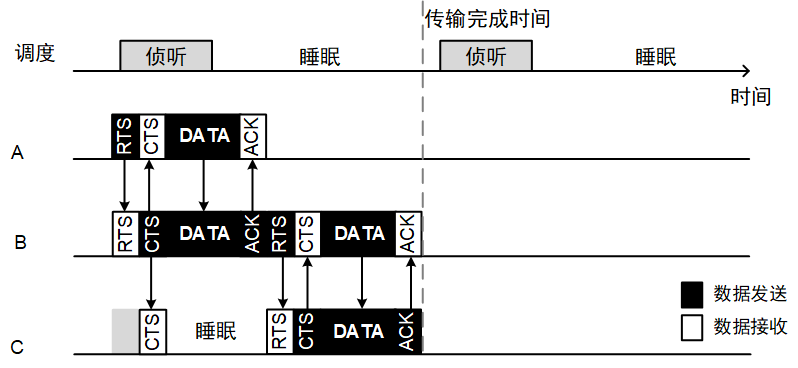 传输完成时间
调度
侦听
睡眠
侦听
睡眠
时间
A
RTS
CTS
DATA
ACK
B
RTS
CTS
DATA
ACK
RTS
CTS
DATA
ACK
数据发送
数据接收
C
CTS
睡眠
RTS
CTS
DATA
ACK